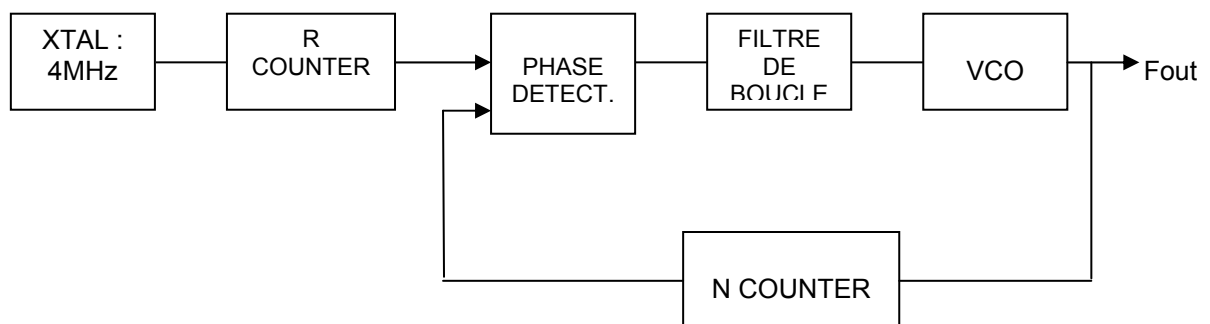 XTAL :
4MHz
R
COUNTER
PHASE
DETECT.
FILTRE
DE
BOUCLE
VCO
Fout
N COUNTER